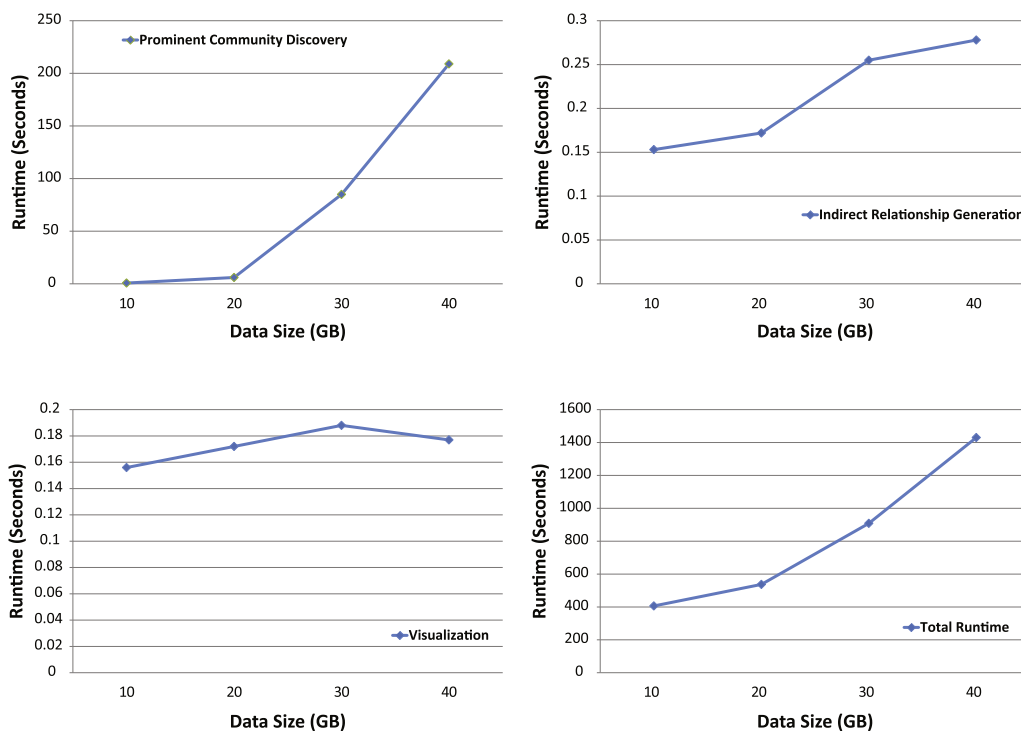 Prominent Community Discovery
Runtime (Seconds)
250
200
150
100
50
0
10 20 30 40
Data Size (GB)
Indirect Relationship Generation
Runtime (Seconds)
0.3
0.25
0.2
0.15
0.1
0.05
0
10 20 30 40
Data Size (GB)
Visualization
Runtime (Seconds)
0.2
0.18
0.16
0.14
0.12
0.1
0.08
0.06
0.04
0.02
0
10 20 30 40
Data Size (GB)
Total Runtime
Runtime (Seconds)
1600
1400
1200
1000
800
600
400
200
0
10 20 30 40
Data Size (GB)